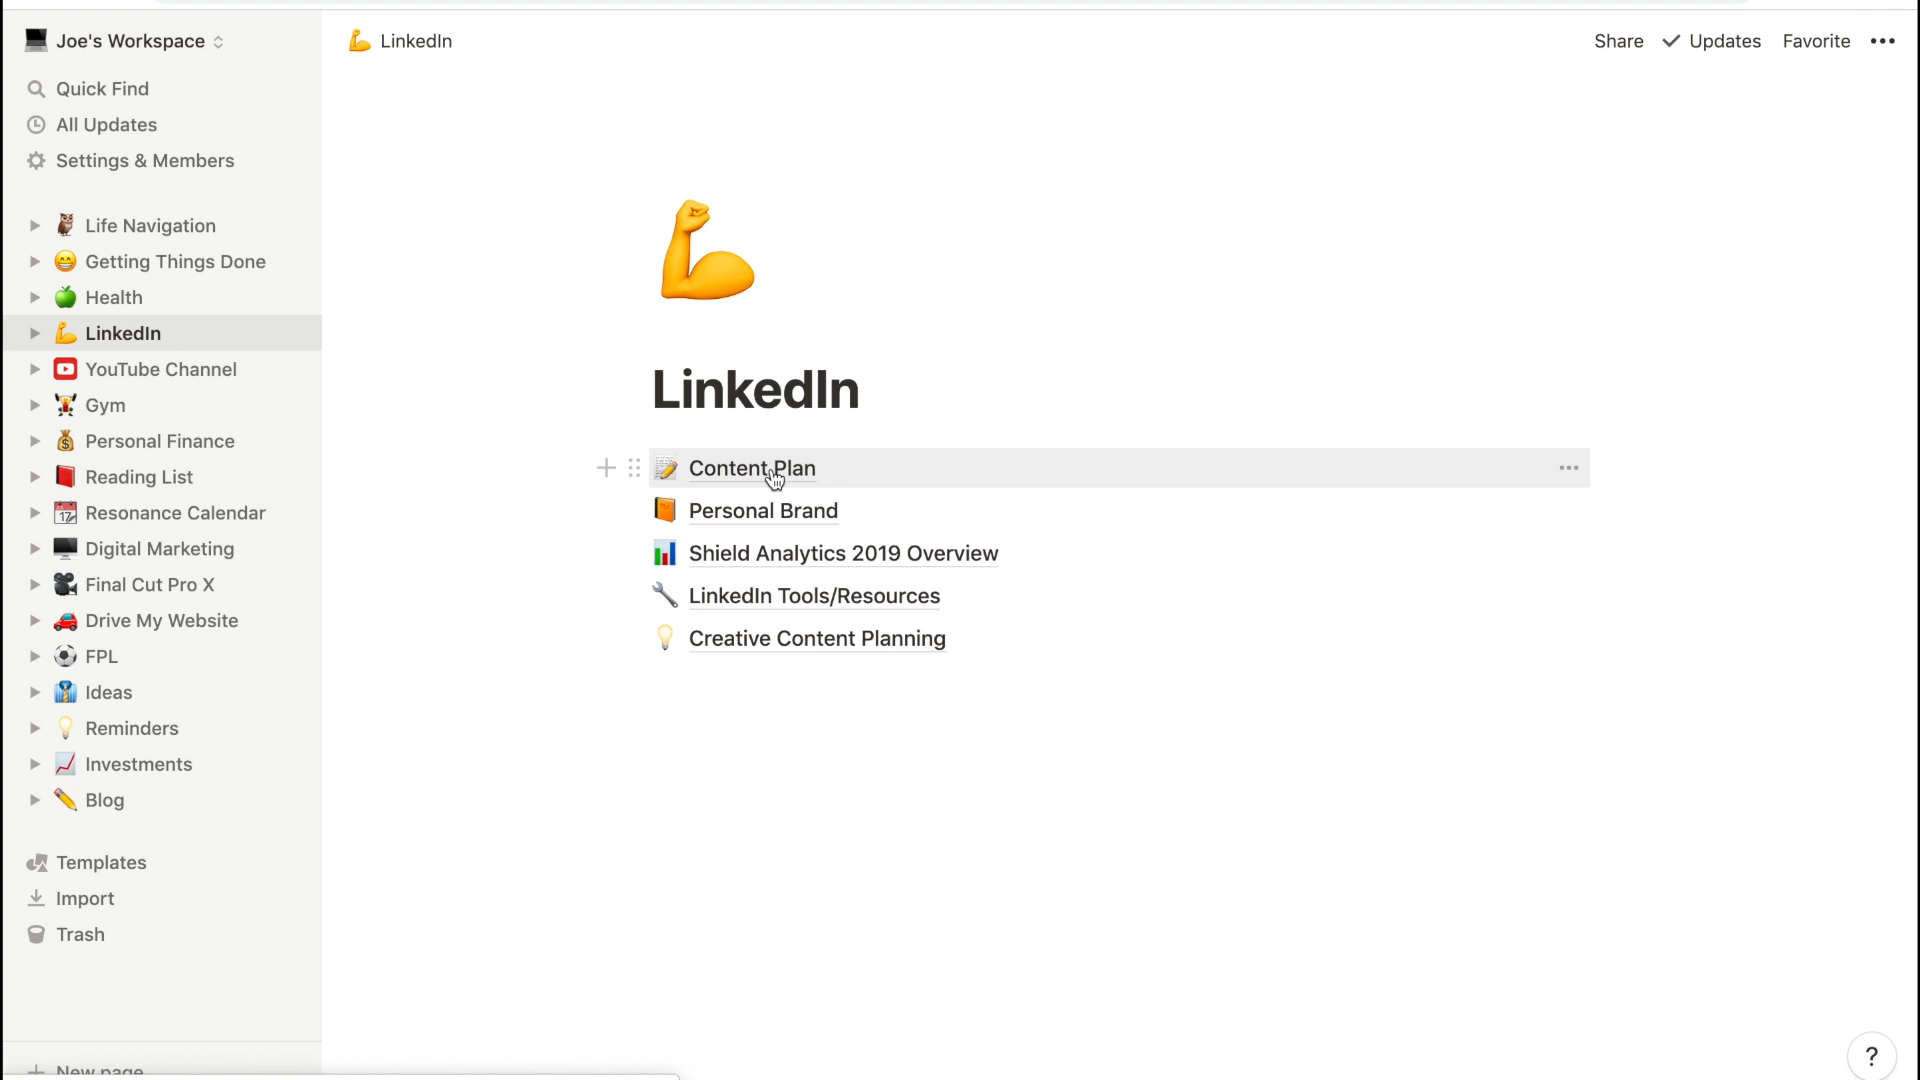 Joe's Workspace
LinkedIn
Share
Updates
Favorite
Quick Find
All Updates
Settings & Members
Life Navigation
Getting Things Done
Health
LinkedIn
YouTube Channel
Gym
Personal Finance
Reading List
Resonance Calendar
Digital Marketing
Final Cut Pro X
Drive My Website
FPL
Ideas
Reminders
Investments
Blog
Templates
Import
Trash
New page
LinkedIn
Content Plan
Personal Brand
Shield Analytics 2019 Overview
LinkedIn Tools/Resources
Creative Content Planning
?